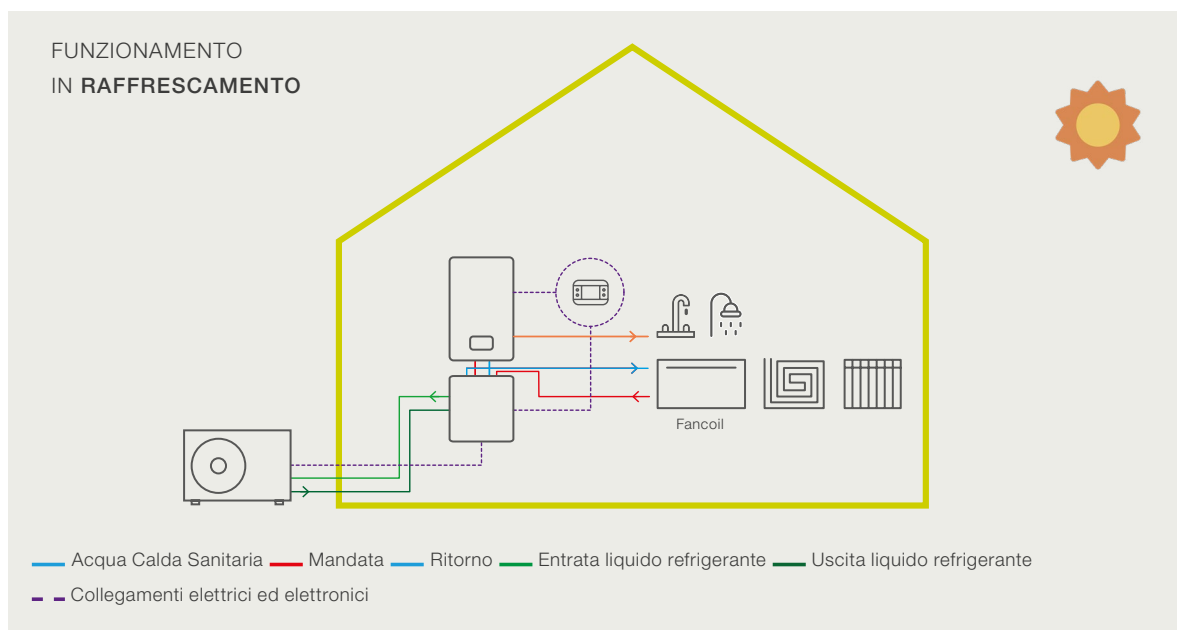 FUNZIONAMENTO
IN RAFFRESCAMENTO
Fancoil
Acqua Calda Sanitaria Mandata Ritorno Entrata liquido refrigerante Uscita liquido refrigerante
Collegamenti elettrici ed elettronici